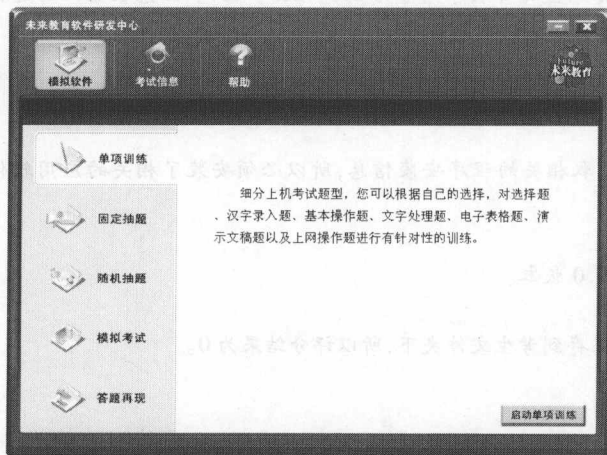 未来教育软件研发中心
模拟软件
考试信息
帮助
Future
未来教育
单项训练
固定抽题
随机抽题
模拟考试
答题再现
细分上机考试题型,您可以根据自己的选择,对选择题
、汉字录入题、基本操作题、文字处理题、电子表格题、演
示文稿题以及上网操作题进行有针对性的训练。
启动单项训练